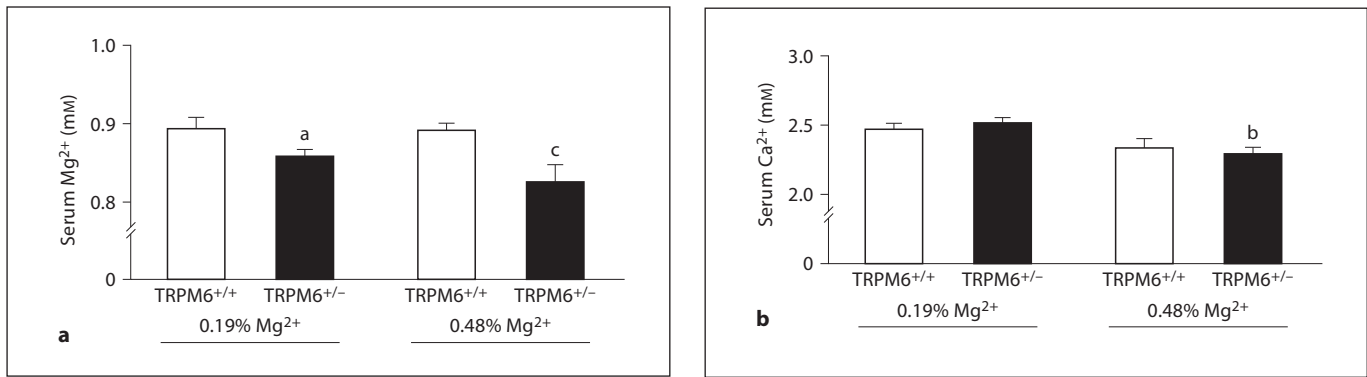 1.0
0.9
0.8
0
Serum Mg²⁺ (mM)
a
c
TRPM6⁺/⁺ TRPM6⁺/⁻ TRPM6⁺/⁺ TRPM6⁺/⁻
0.19% Mg²⁺ 0.48% Mg²⁺
a
3.0
2.5
2.0
0
Serum Ca²⁺ (mM)
b
TRPM6⁺/⁺ TRPM6⁺/⁻ TRPM6⁺/⁺ TRPM6⁺/⁻
0.19% Mg²⁺ 0.48% Mg²⁺
b